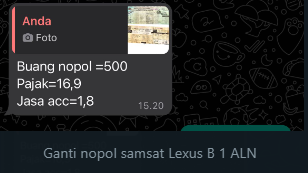 Anda
Foto
Buang nopol =500
Pajak=16,9
Jasa acc=1,8
15.20
Ganti nopol samsat Lexus B 1 ALN